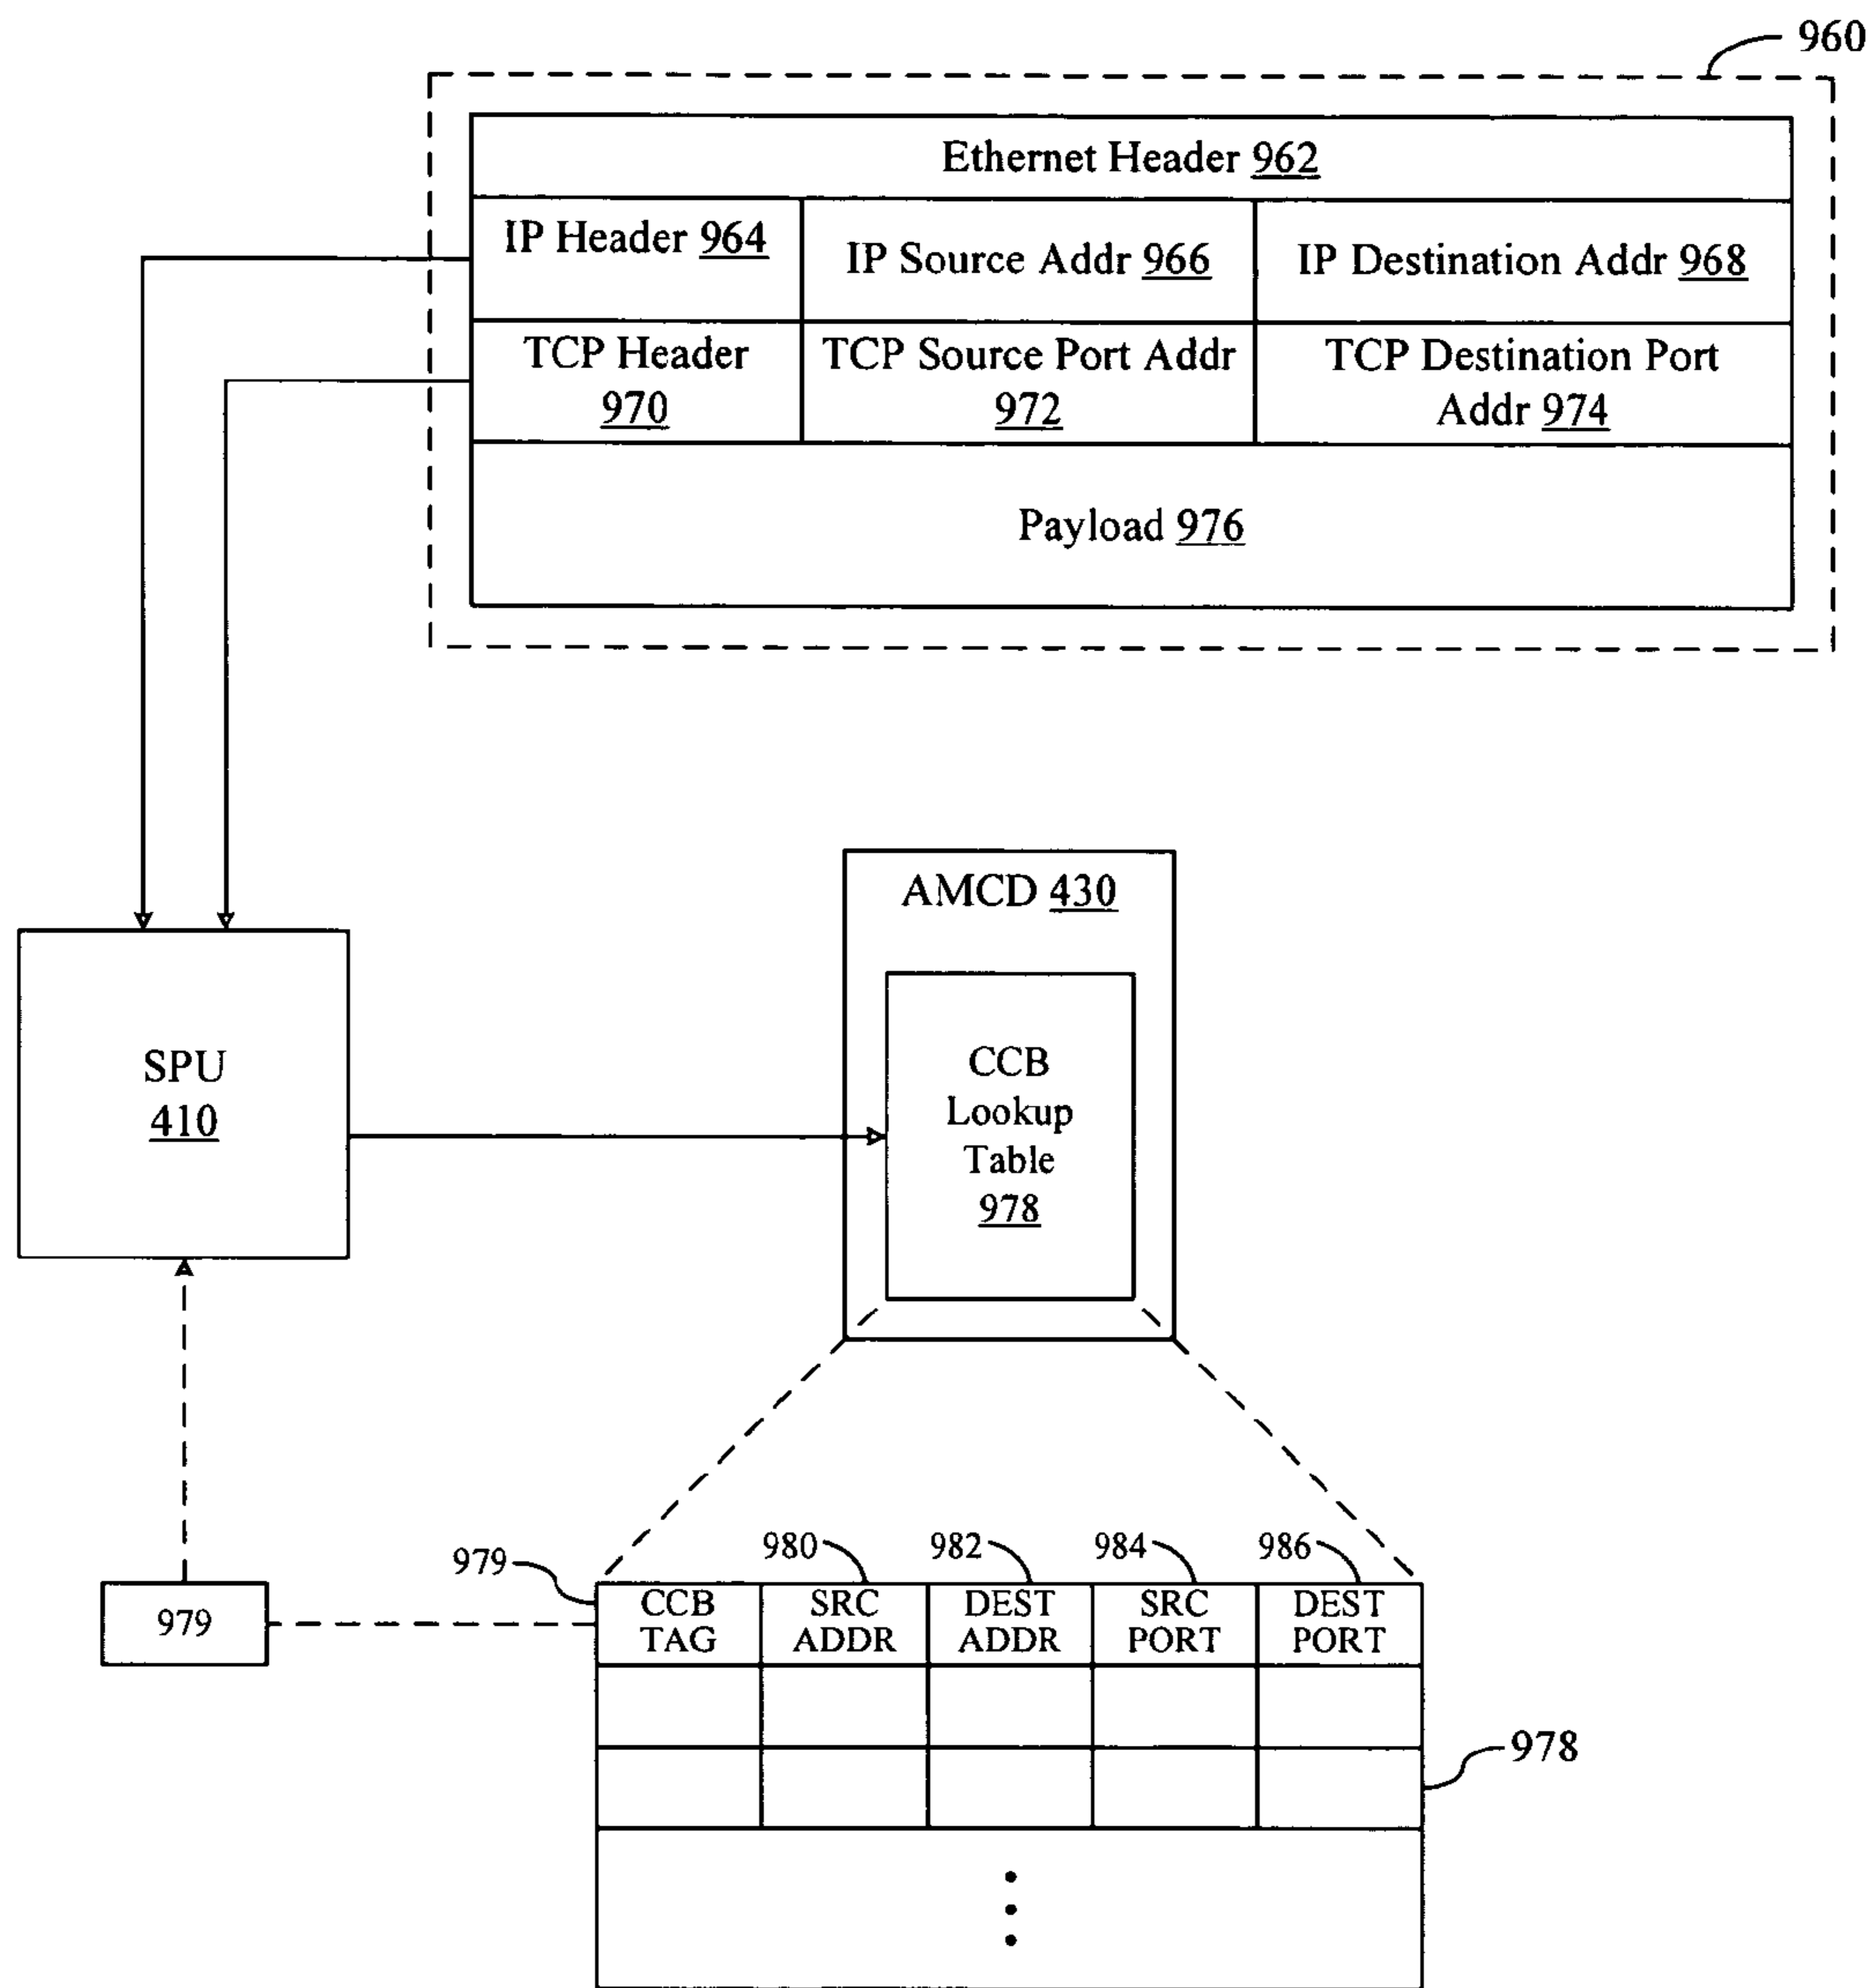 960
Ethernet Header 962
IP Header 964
IP Source Addr 966
IP Destination Addr 968
TCP Header
970
TCP Source Port Addr
972
TCP Destination Port
Addr 974
Payload 976
AMCD 430
SPU
410
CCB
Lookup
Table
978
979
979
980
982
984
986
CCB
TAG
SRC
ADDR
DEST
ADDR
SRC
PORT
DEST
PORT
978